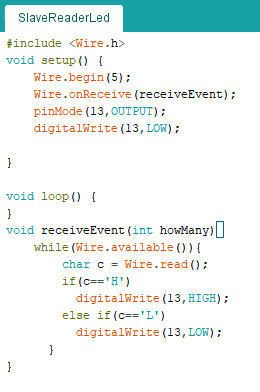 SlaveReaderLed
#include <Wire.h>
void setup() {
    Wire.begin(5);
    Wire.onReceive(receiveEvent);
    pinMode(13,OUTPUT);
    digitalWrite(13,LOW);
}
void loop() {
}
void receiveEvent(int howMany)
    while(Wire.available()){
        char c = Wire.read();
        if(c=='H')
          digitalWrite(13,HIGH);
        else if(c=='L')
          digitalWrite(13,LOW);
      }
}